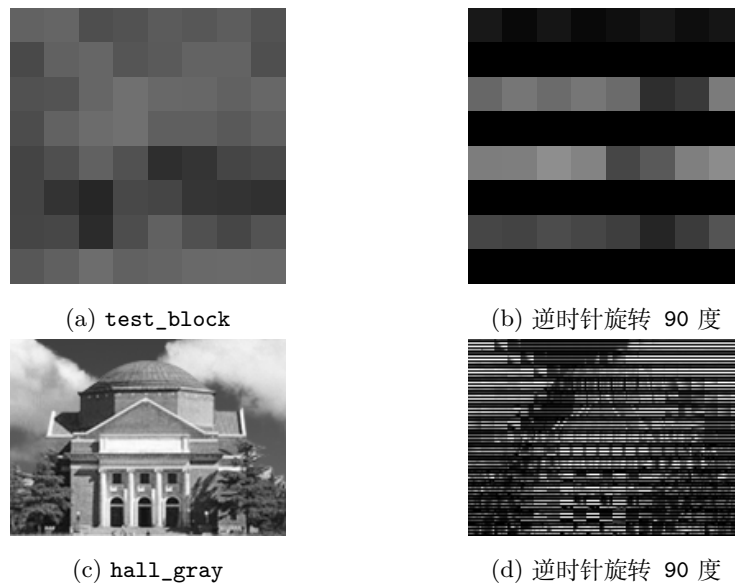 (a) test_block
(b) 逆时针旋转 90 度
(c) hall_gray
(d) 逆时针旋转 90 度